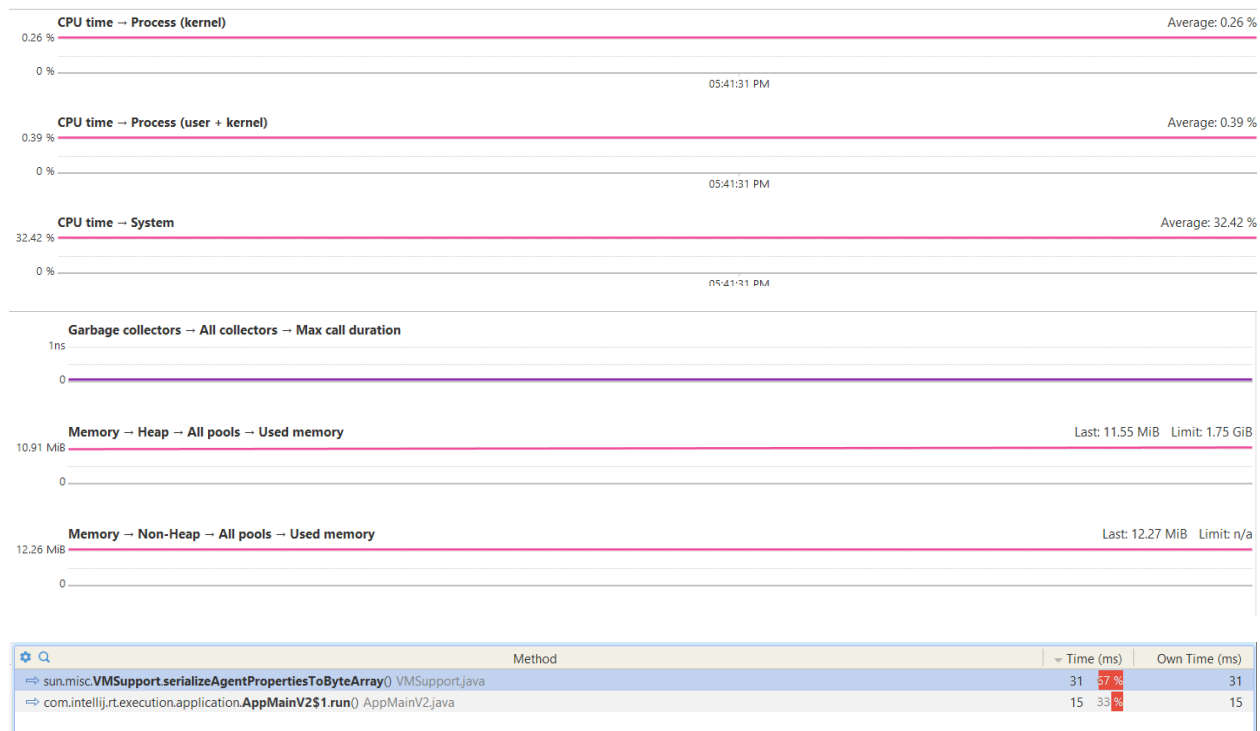 CPU time → Process (kernel) Average: 0.26 %
0.26 %
0 %
05:41:31 PM
CPU time → Process (user + kernel) Average: 0.39 %
0.39 %
0 %
05:41:31 PM
CPU time → System Average: 32.42 %
32.42 %
0 %
05:41:31 PM
Garbage collectors → All collectors → Max call duration
1ns
0
Memory → Heap → All pools → Used memory Last: 11.55 MiB Limit: 1.75 GiB
10.91 MiB
0
Memory → Non-Heap → All pools → Used memory Last: 12.27 MiB Limit: n/a
12.26 MiB
0
Method Time (ms) Own Time (ms)
sun.misc.VMSupport.serializeAgentPropertiesToByteArray() VMSupport.java 31 67 % 31
com.intellij.rt.execution.application.AppMainV2$1.run() AppMainV2.java 15 33 % 15